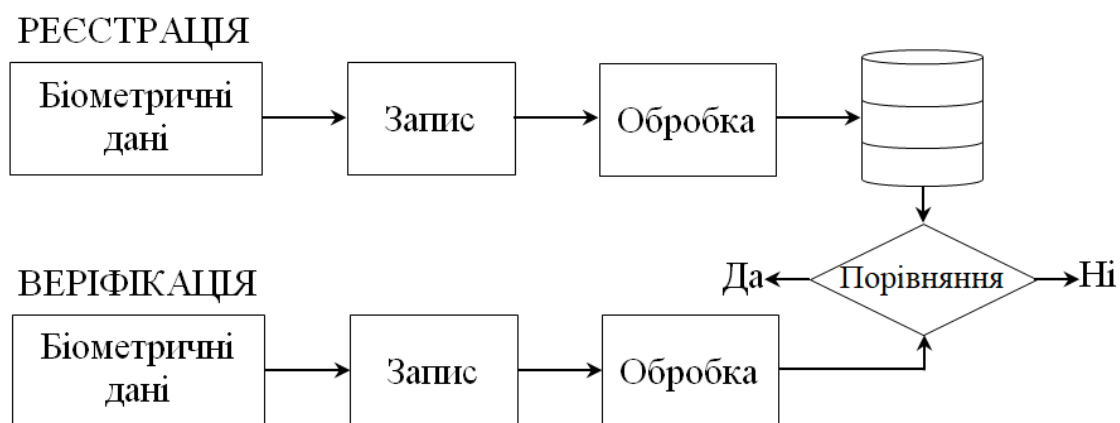 РЕЄСТРАЦІЯ
Біометричні
дані
Запис
Обробка
Да
Порівняння
Ні
ВЕРІФІКАЦІЯ
Біометричні
дані
Запис
Обробка